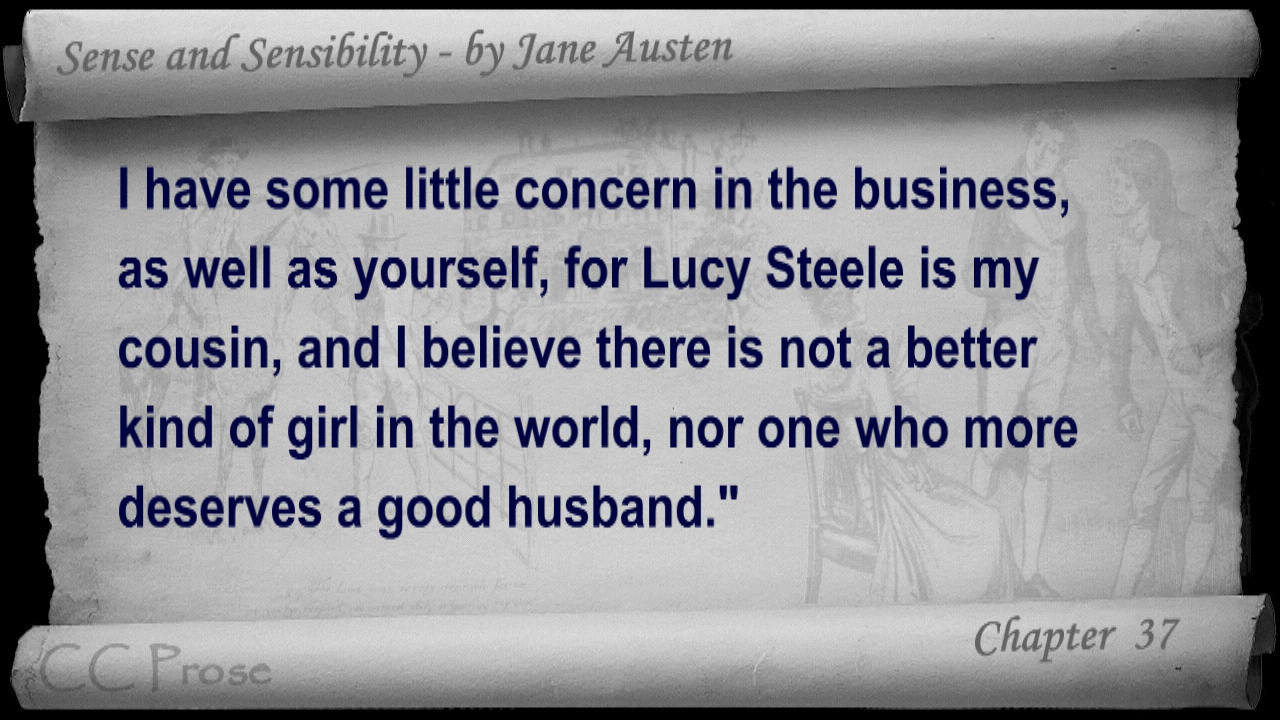 Sense and Sensibility - by Jane Austen
I have some little concern in the business,
as well as yourself, for Lucy Steele is my
cousin, and I believe there is not a better
kind of girl in the world, nor one who more
deserves a good husband."
Chapter 37
CC Prose